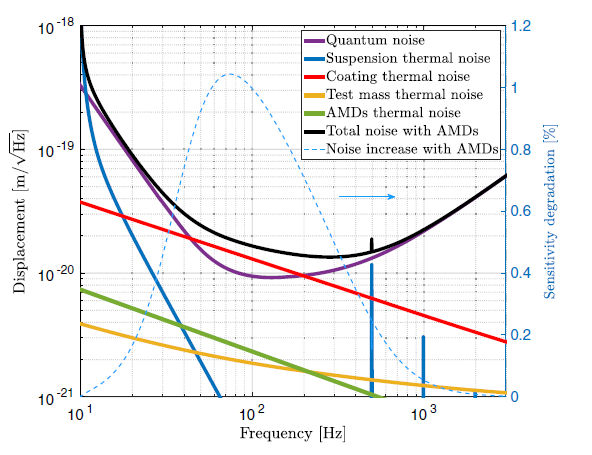 10-18
10-19
10-20
10-21
Displacement [m/√Hz]
Quantum noise
Suspension thermal noise
Coating thermal noise
Test mass thermal noise
AMDs thermal noise
Total noise with AMDs
Noise increase with AMDs
1.2
1
0.8
0.6
0.4
0.2
0
Sensitivity degradation [%]
10 1
10 2
10 3
Frequency [Hz]